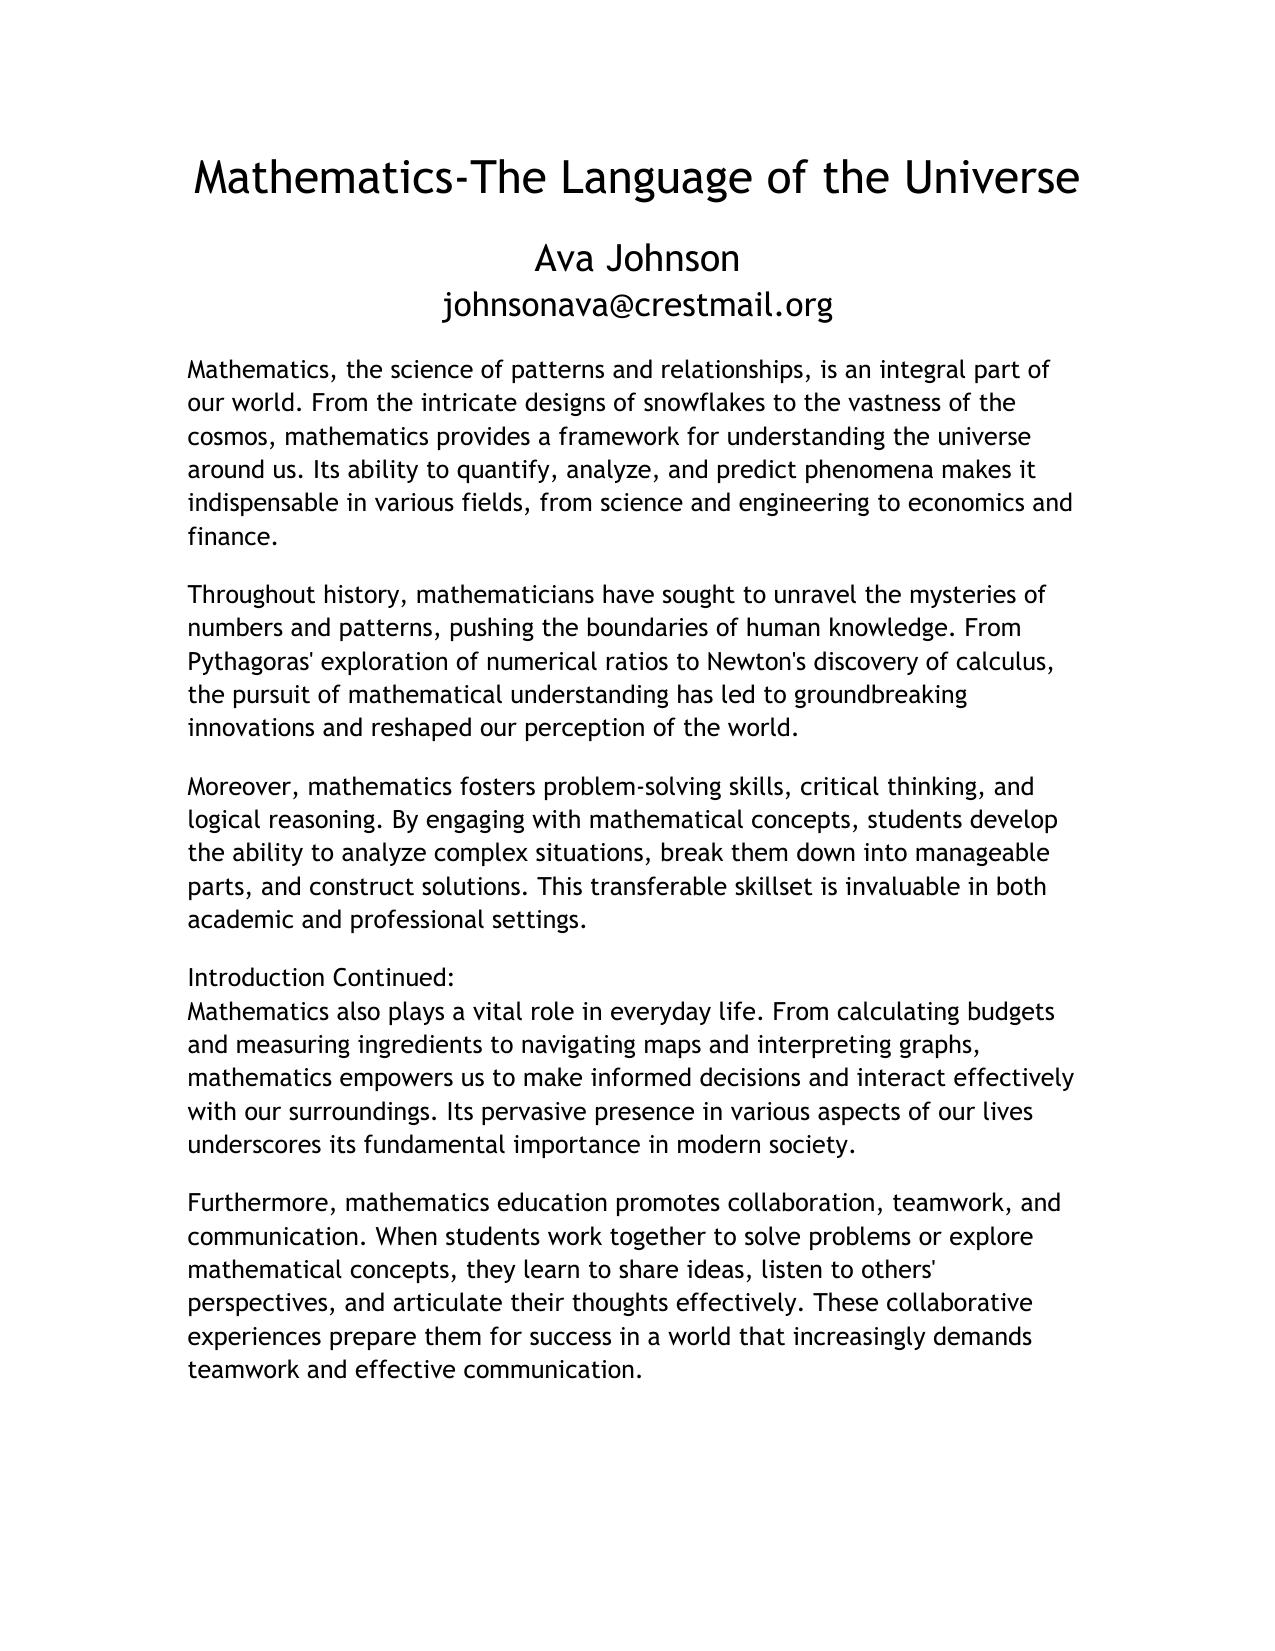 Mathematics-The Language of the Universe
Ava Johnson
johnsonava@crestmail.org
Mathematics, the science of patterns and relationships, is an integral part of
our world. From the intricate designs of snowflakes to the vastness of the
cosmos, mathematics provides a framework for understanding the universe
around us. Its ability to quantify, analyze, and predict phenomena makes it
indispensable in various fields, from science and engineering to economics and
finance.
Throughout history, mathematicians have sought to unravel the mysteries of
numbers and patterns, pushing the boundaries of human knowledge. From
Pythagoras' exploration of numerical ratios to Newton's discovery of calculus,
the pursuit of mathematical understanding has led to groundbreaking
innovations and reshaped our perception of the world.
Moreover, mathematics fosters problem-solving skills, critical thinking, and
logical reasoning. By engaging with mathematical concepts, students develop
the ability to analyze complex situations, break them down into manageable
parts, and construct solutions. This transferable skillset is invaluable in both
academic and professional settings.
Introduction Continued:
Mathematics also plays a vital role in everyday life. From calculating budgets
and measuring ingredients to navigating maps and interpreting graphs,
mathematics empowers us to make informed decisions and interact effectively
with our surroundings. Its pervasive presence in various aspects of our lives
underscores its fundamental importance in modern society.
Furthermore, mathematics education promotes collaboration, teamwork, and
communication. When students work together to solve problems or explore
mathematical concepts, they learn to share ideas, listen to others'
perspectives, and articulate their thoughts effectively. These collaborative
experiences prepare them for success in a world that increasingly demands
teamwork and effective communication.